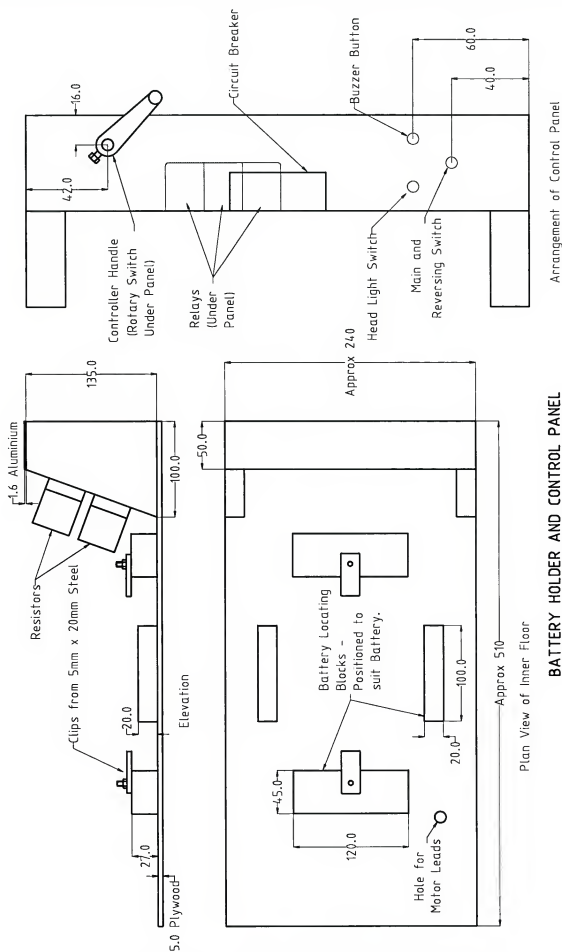 1.6 Aluminium
135.0
Resistors
100.0
Clips from 5mm x 20mm Steel
20.0
Elevation
27.0
5.0 Plywood
42.0
16.0
Controller Handle
(Rotary Switch
Under Panel)
Relays
(Under
Panel)
Circuit Breaker
Head Light Switch
Buzzer Button
Main and
Reversing Switch
60.0
40.0
Arrangement of Control Panel
Approx 240
50.0
Battery Locating
Blocks -
Positioned to
suit Battery.
100.0
20.0
45.0
120.0
Hole for
Motor Leads
Approx 510
Plan View of Inner Floor
BATTERY HOLDER AND CONTROL PANEL